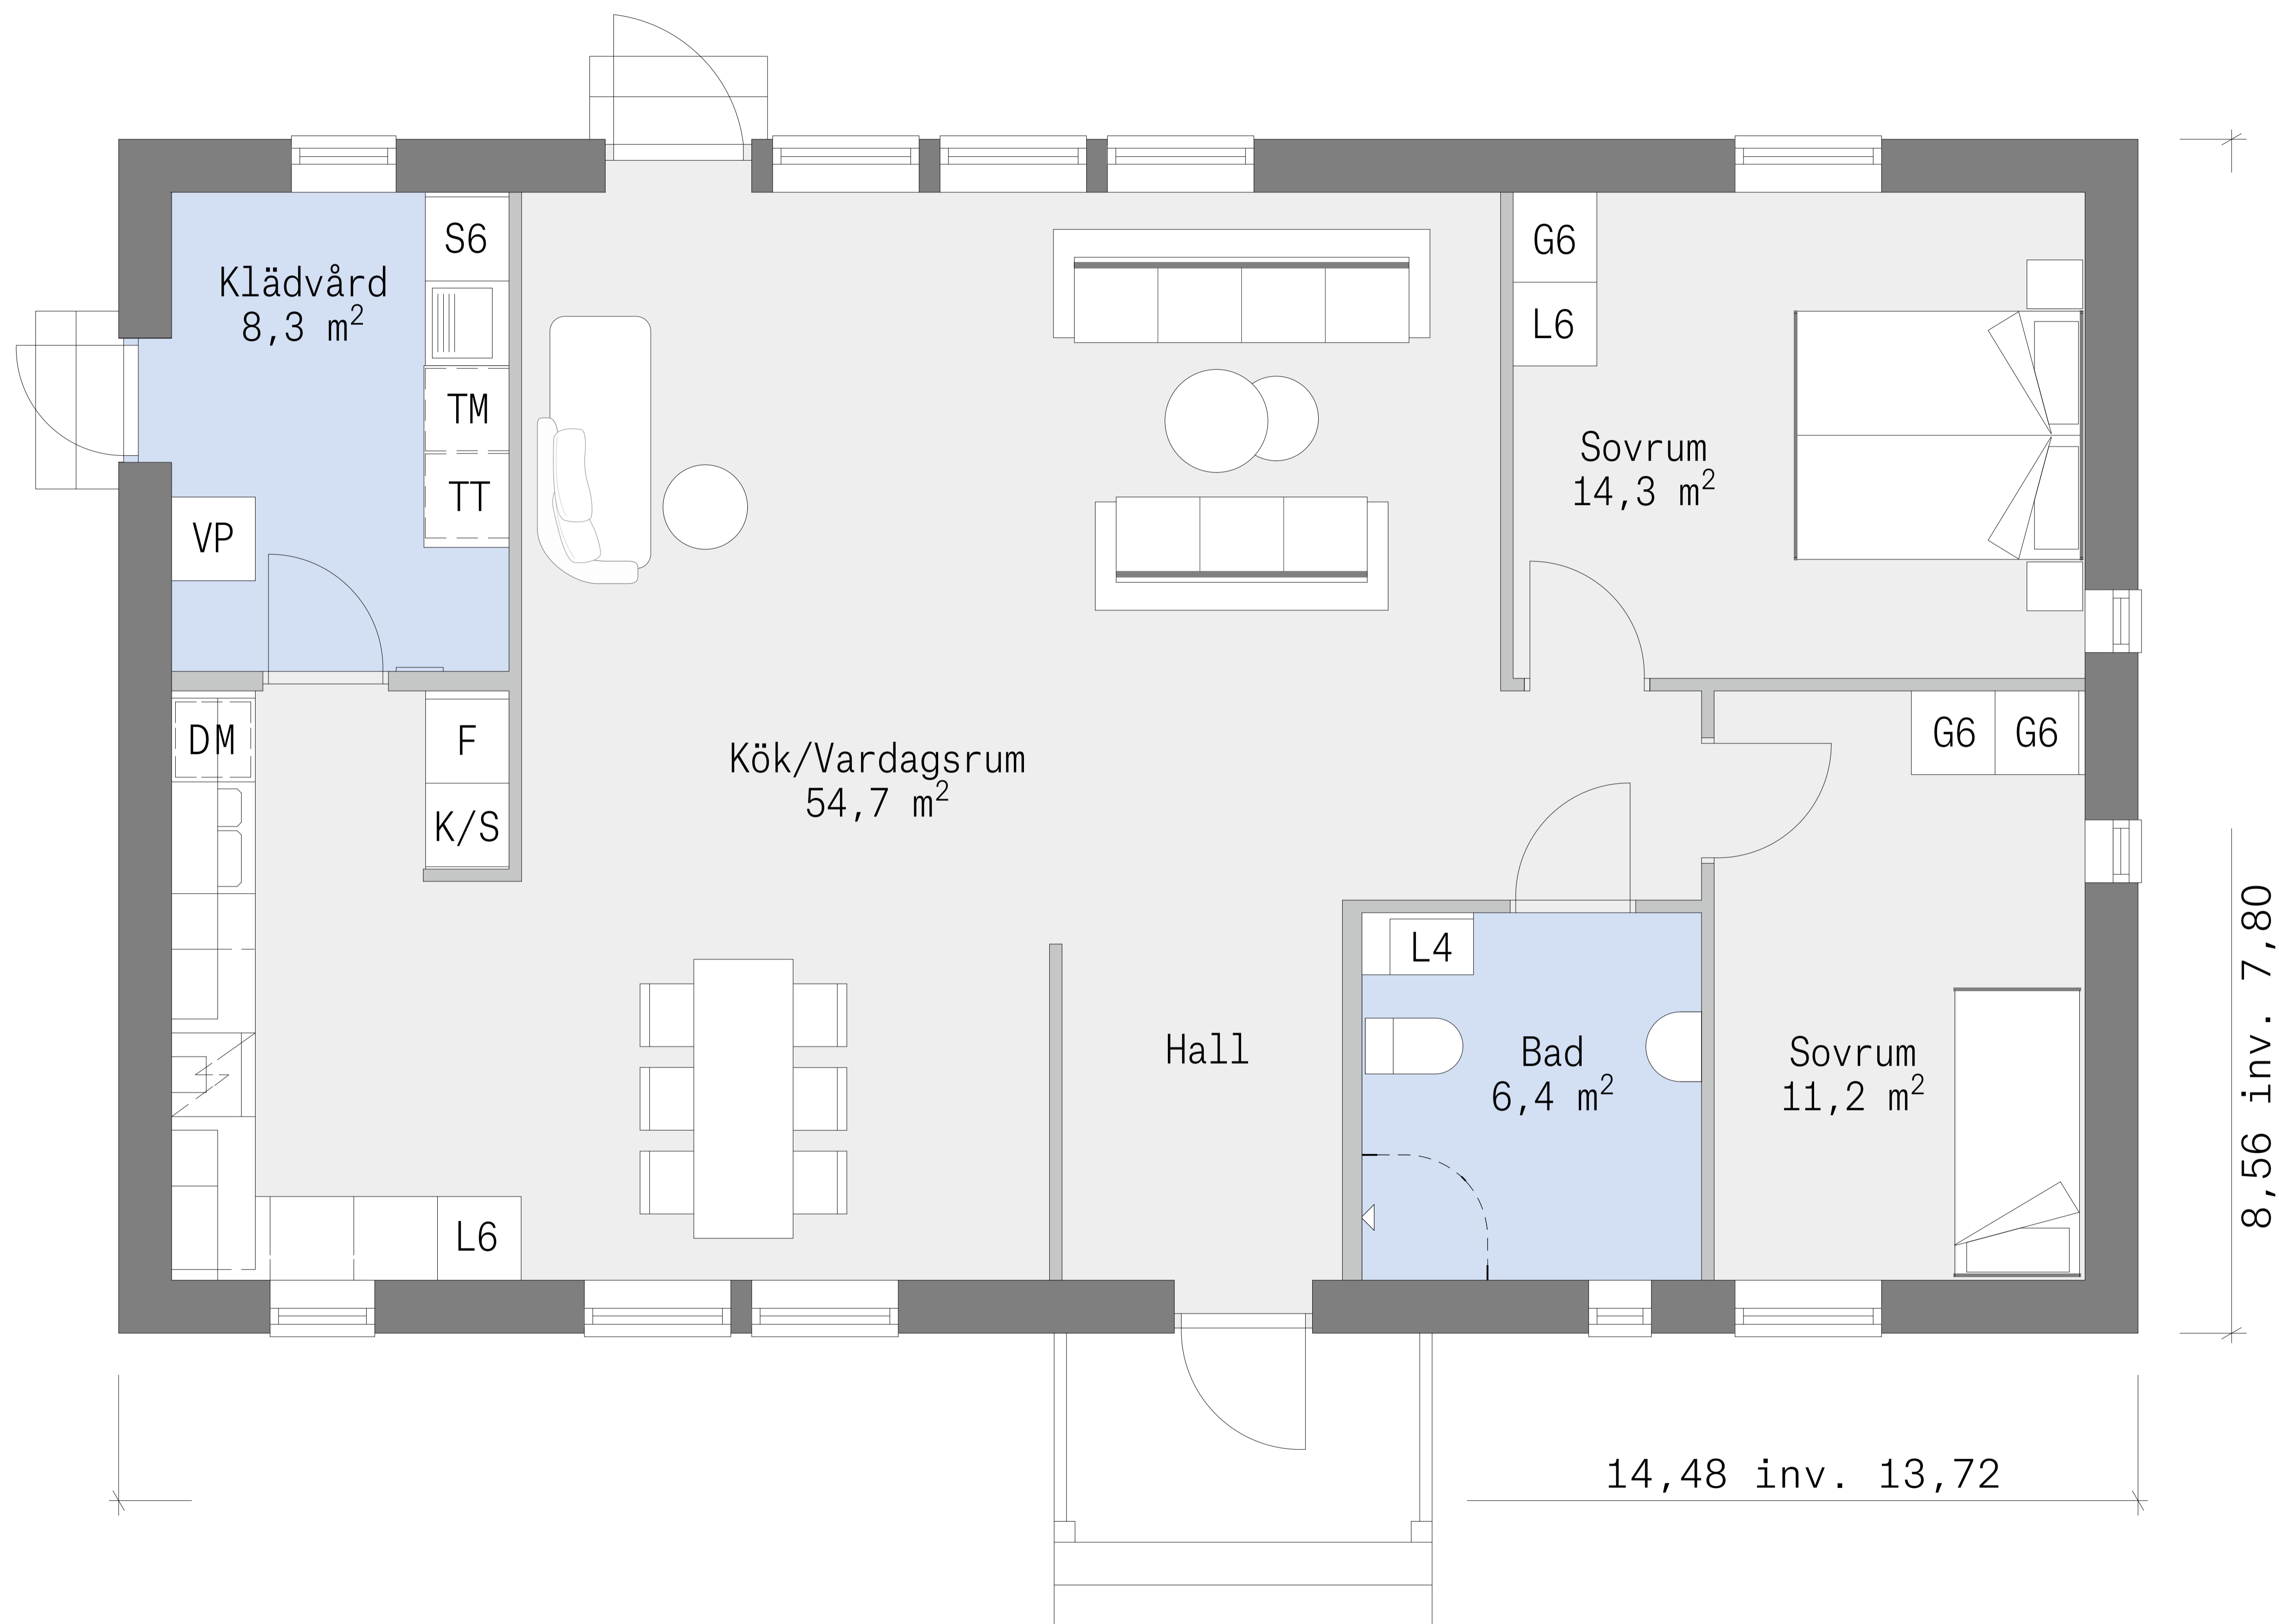 S6
Klädvård
8,3 m²
TM
TT
VP
G6
L6
Sovrum
14,3 m²
DM
F
K/S
Kök/Vardagsrum
54,7 m²
G6 G6
L4
Hall
Bad
6,4 m²
Sovrum
11,2 m²
L6
8,56 inv. 7,80
14,48 inv. 13,72